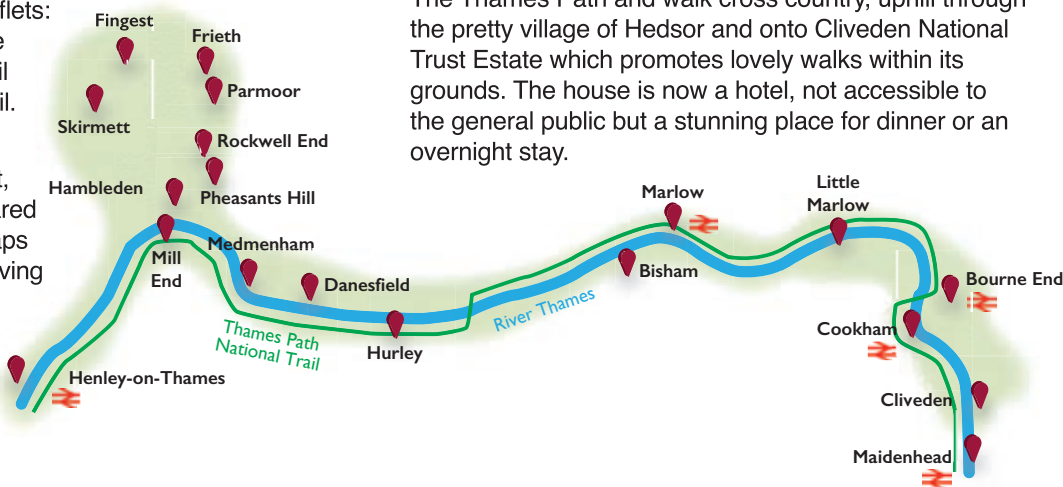 flets:
The Thames Path and walk cross country, uphill through
the pretty village of Hedsor and onto Cliveden National
Trust Estate which promotes lovely walks within its
grounds. The house is now a hotel, not accessible to
the general public but a stunning place for dinner or an
overnight stay.
Fingest
Frieth
Parmoor
Skirmett
Rockwell End
Hambleden
Pheasants Hill
Mill
End
Medmenham
Danesfield
Hurley
Thames Path
National Trail
River Thames
Henley-on-Thames
Marlow
Bisham
Little
Marlow
Bourne End
Cookham
Cliveden
Maidenhead